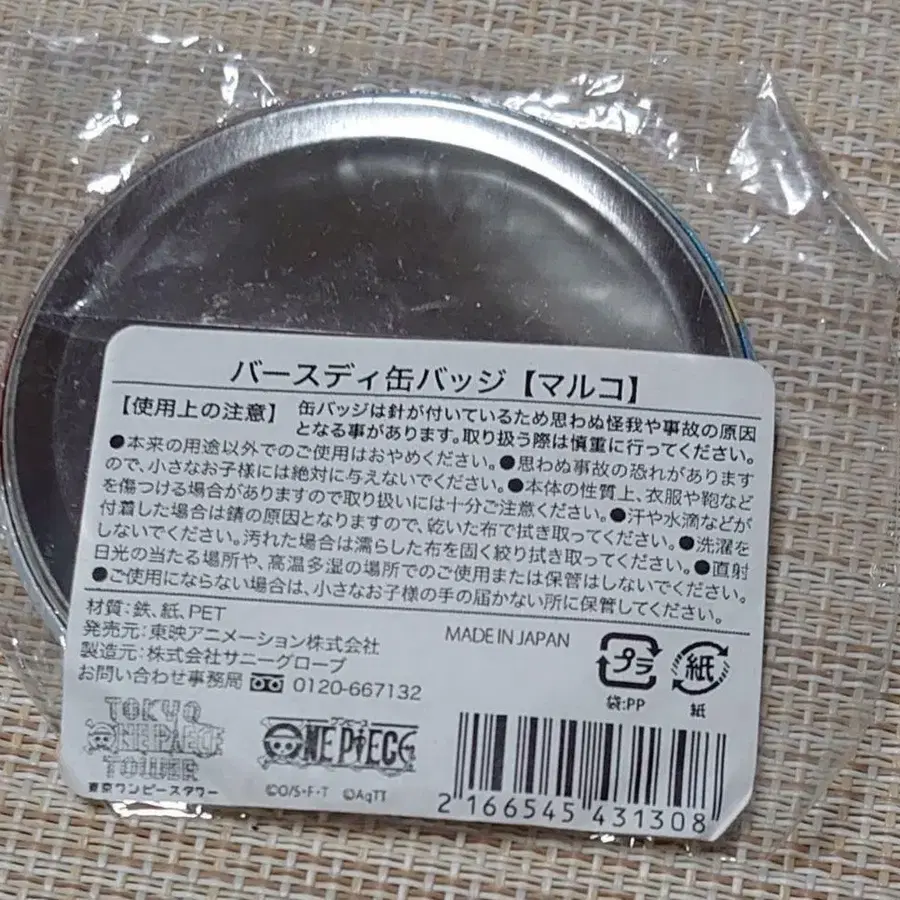 バースディ缶バッジ【マルコ】
【使用上の注意】 缶バッジは針が付いているため思わぬ怪我や事故の原因
となる事があります。取り扱う際は慎重に行ってください。
●本来の用途以外でのご使用はおやめください。●思わぬ事故の恐れがあります
ので、小さなお子様には絶対に与えないでください。●本体の性質上、衣服や鞄など
を傷つける場合がありますので取り扱いには十分ご注意ください。●汗や水滴などが
付着した場合は錆の原因となりますので、乾いた布で拭き取ってください。●洗濯を
しないでください。汚れた場合は濡らした布を固く絞り拭き取ってください。●直射
日光の当たる場所や、高温多湿の場所でのご使用または保管はしないでください。
●ご使用にならない場合は、小さなお子様の手の届かない所に保管してください。
材質：鉄、紙、PET
発売元：東映アニメーション株式会社
製造元：株式会社サニーグローブ
お問い合わせ事務局 0120-667132
MADE IN JAPAN
プラ
袋:PP
紙
紙
TOKYO
ONE PIECE
TOWER
東京ワンピースタワー
ワンピース
ONE PIECE
©O/S・F・T ©AgTT
2 166545 431308